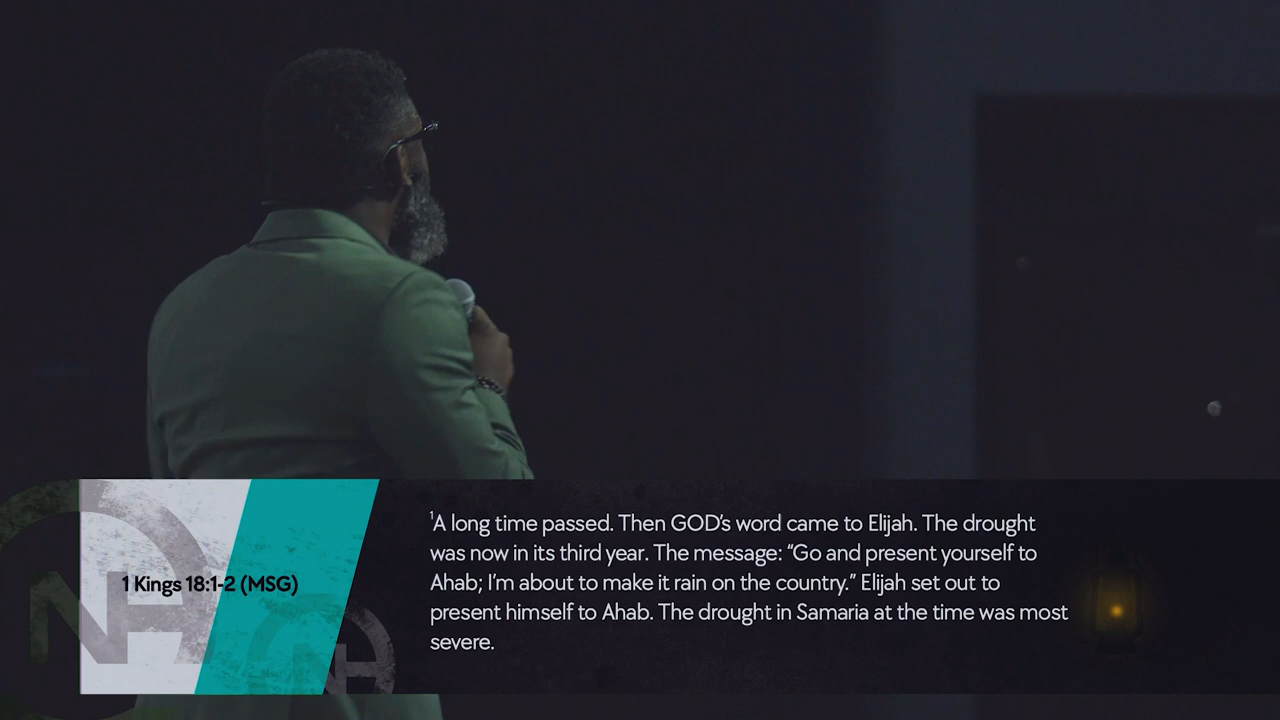 NH
1 Kings 18:1-2 (MSG)
NH
¹A long time passed. Then GOD’s word came to Elijah. The drought
was now in its third year. The message: “Go and present yourself to
Ahab; I’m about to make it rain on the country.” Elijah set out to
present himself to Ahab. The drought in Samaria at the time was most
severe.